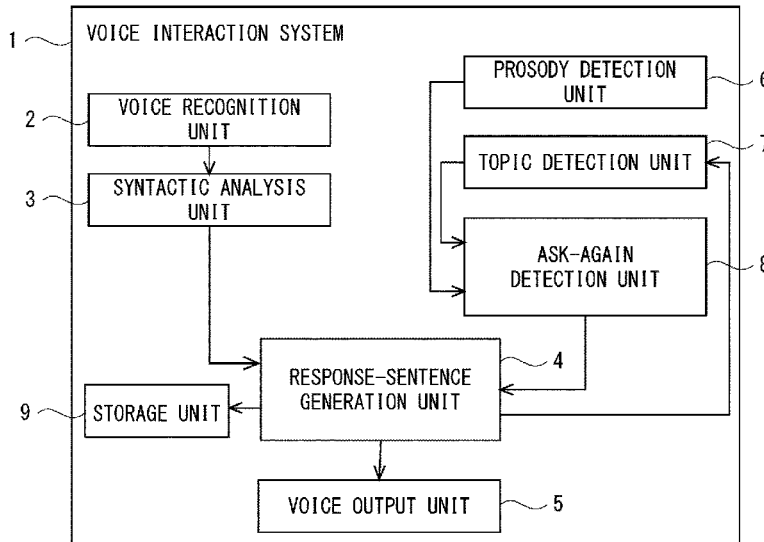 1
VOICE INTERACTION SYSTEM
PROSODY DETECTION
UNIT
6
2
VOICE RECOGNITION
UNIT
7
TOPIC DETECTION UNIT
3
SYNTACTIC ANALYSIS
UNIT
ASK-AGAIN
DETECTION UNIT
8
4
RESPONSE-SENTENCE
GENERATION UNIT
9
STORAGE UNIT
VOICE OUTPUT UNIT
5